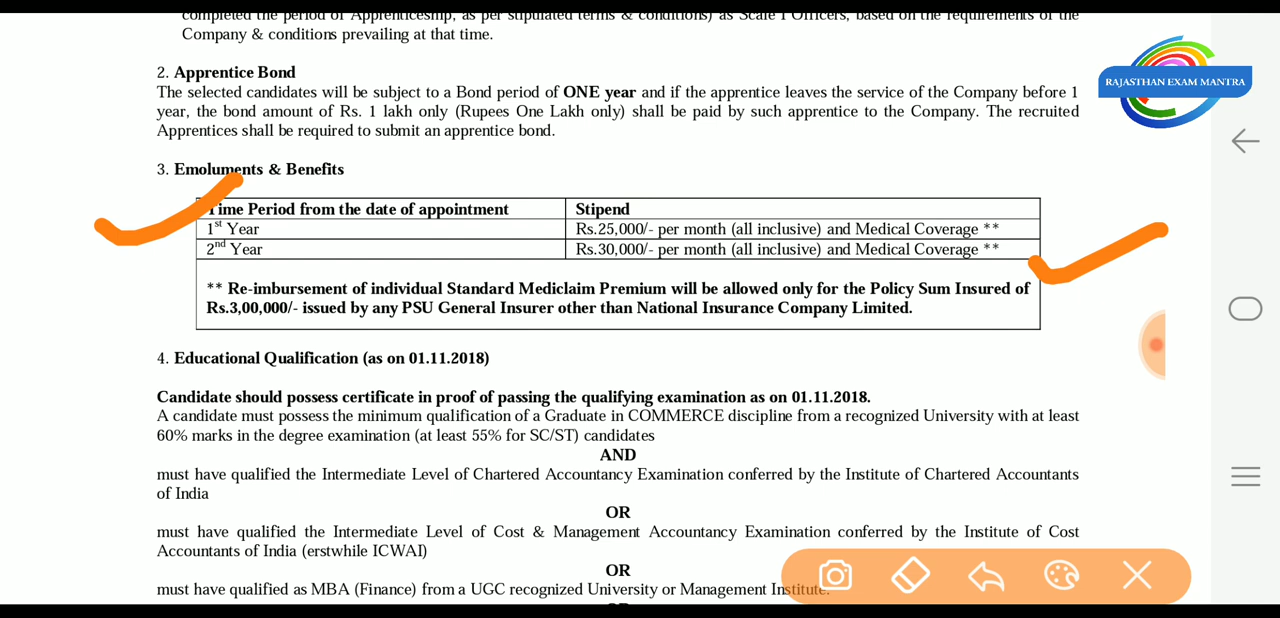 completed the period of Apprenticeship, as per stipulated terms & conditions) as Scale I Officers, based on the requirements of the
Company & conditions prevailing at that time.
2. Apprentice Bond
The selected candidates will be subject to a Bond period of ONE year and if the apprentice leaves the service of the Company before 1
year, the bond amount of Rs. 1 lakh only (Rupees One Lakh only) shall be paid by such apprentice to the Company. The recruited
Apprentices shall be required to submit an apprentice bond.
RAJASTHAN EXAM MANTRA
3. Emoluments & Benefits
Time Period from the date of appointment Stipend
1st Year Rs.25,000/- per month (all inclusive) and Medical Coverage **
2nd Year Rs.30,000/- per month (all inclusive) and Medical Coverage **
** Re-imbursement of individual Standard Mediclaim Premium will be allowed only for the Policy Sum Insured of
Rs.3,00,000/- issued by any PSU General Insurer other than National Insurance Company Limited.
4. Educational Qualification (as on 01.11.2018)
Candidate should possess certificate in proof of passing the qualifying examination as on 01.11.2018.
A candidate must possess the minimum qualification of a Graduate in COMMERCE discipline from a recognized University with at least
60% marks in the degree examination (at least 55% for SC/ST) candidates
AND
must have qualified the Intermediate Level of Chartered Accountancy Examination conferred by the Institute of Chartered Accountants
of India
OR
must have qualified the Intermediate Level of Cost & Management Accountancy Examination conferred by the Institute of Cost
Accountants of India (erstwhile ICWAI)
OR
must have qualified as MBA (Finance) from a UGC recognized University or Management Institute.